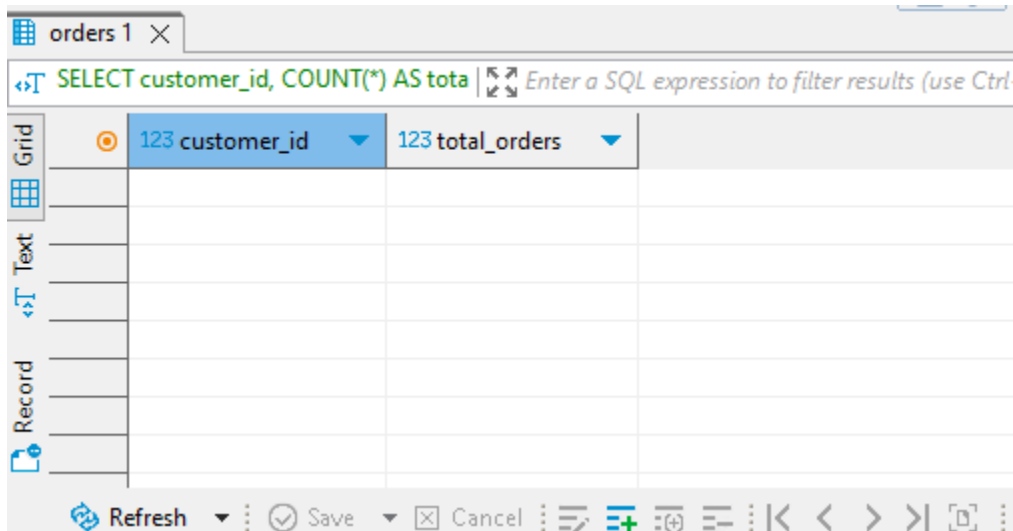 orders 1
SELECT customer_id, COUNT(*) AS tota Enter a SQL expression to filter results (use Ctrl-
Grid
123 customer_id 123 total_orders
Text
Record
Refresh Save Cancel